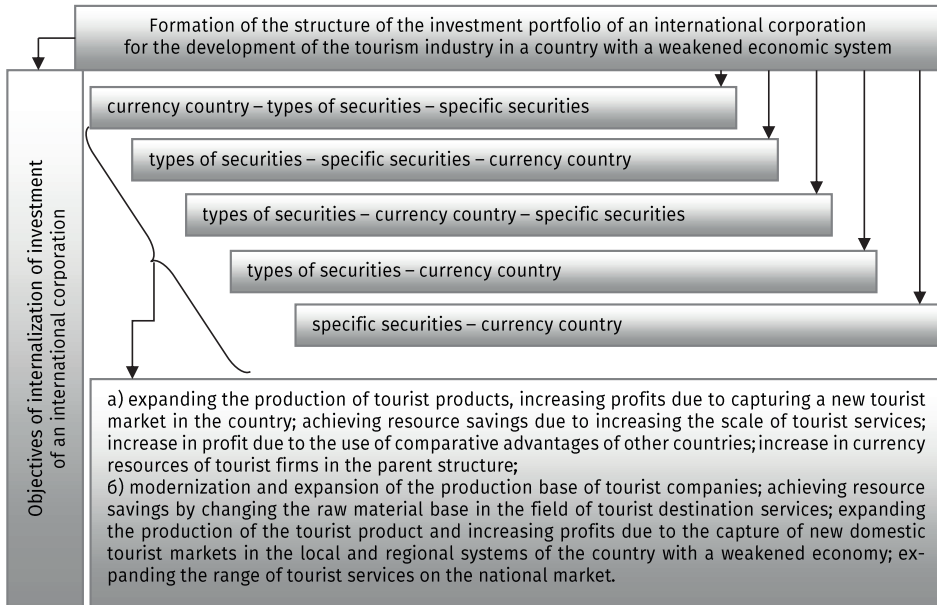 Formation of the structure of the investment portfolio of an international corporation
for the development of the tourism industry in a country with a weakened economic system
Objectives of internalization of investment
of an international corporation
currency country – types of securities – specific securities
types of securities – specific securities – currency country
types of securities – currency country – specific securities
types of securities – currency country
specific securities – currency country
a) expanding the production of tourist products, increasing profits due to capturing a new tourist
market in the country; achieving resource savings due to increasing the scale of tourist services;
increase in profit due to the use of comparative advantages of other countries; increase in currency
resources of tourist firms in the parent structure;
б) modernization and expansion of the production base of tourist companies; achieving resource
savings by changing the raw material base in the field of tourist destination services; expanding
the production of the tourist product and increasing profits due to the capture of new domestic
tourist markets in the local and regional systems of the country with a weakened economy; ex-
panding the range of tourist services on the national market.